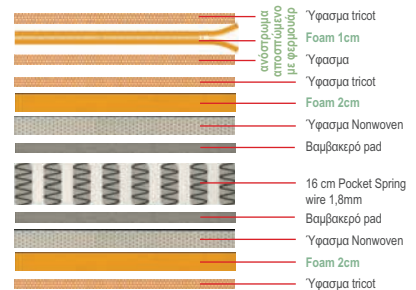 Ύφασμα tricot
Foam 1cm
Ύφασμα
ανώστρωμα
αποσπώμενο
με φερμουάρ
Ύφασμα tricot
Foam 2cm
Ύφασμα Nonwoven
Βαμβακερό pad
16 cm Pocket Spring
wire 1,8mm
Βαμβακερό pad
Ύφασμα Nonwoven
Foam 2cm
Ύφασμα tricot